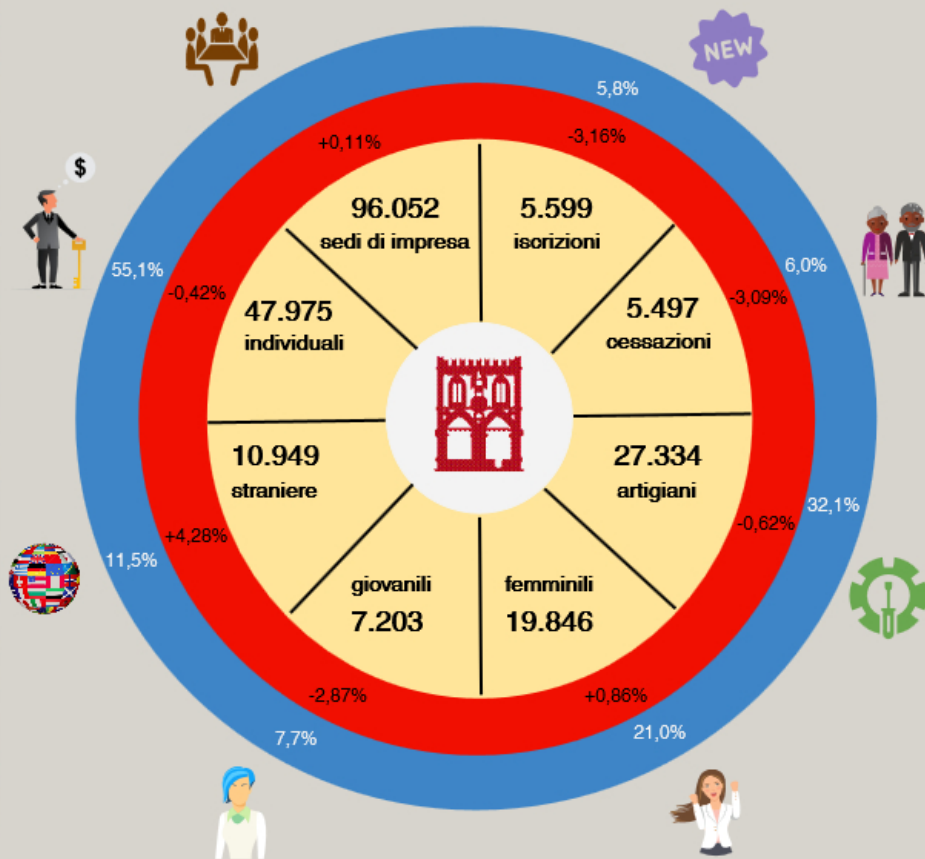 NEW
$
5,8%
-3,16%
+0,11%
96.052
sedi di impresa
5.599
iscrizioni
6,0%
-3,09%
55,1%
-0,42%
47.975
individuali
5.497
cessazioni
10.949
straniere
27.334
artigiani
32,1%
-0,62%
+4,28%
11,5%
giovanili
7.203
femminili
19.846
-2,87%
+0,86%
7,7%
21,0%